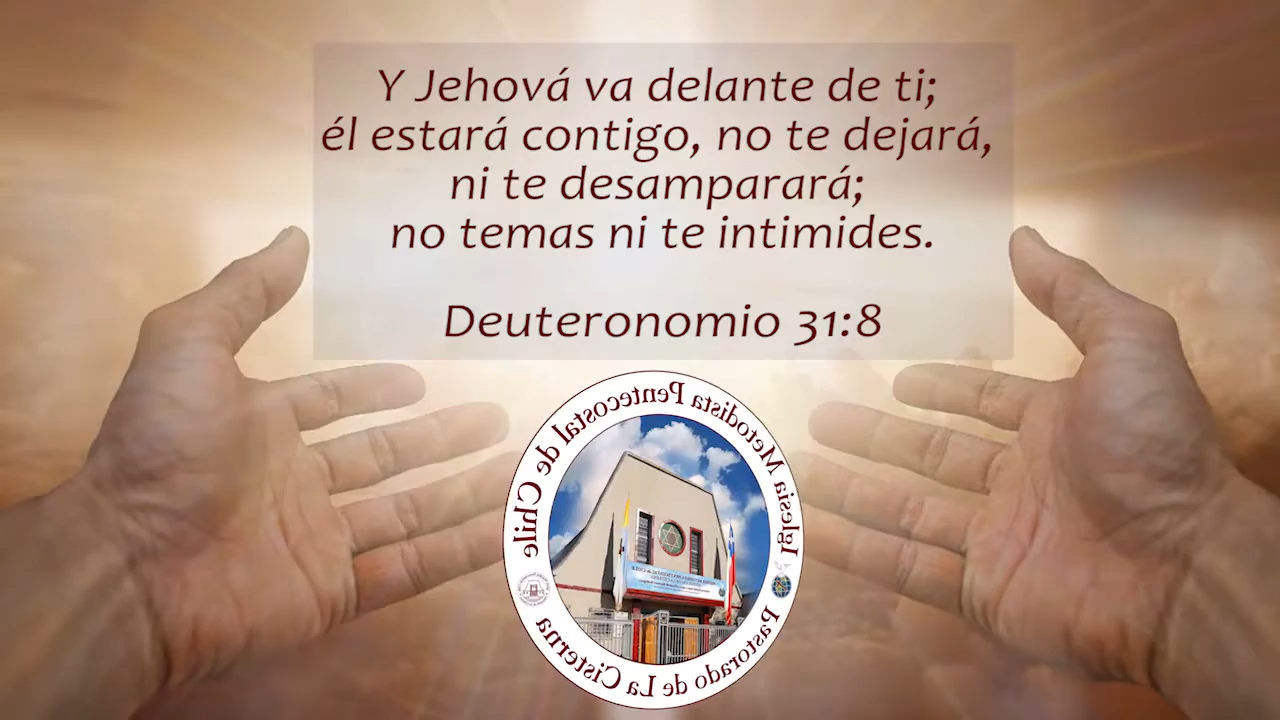 Y Jehová va delante de ti;
él estará contigo, no te dejará,
ni te desamparará;
no temas ni te intimides.
Deuteronomio 31:8
Iglesia Metodista Pentecostal de Chile
Pastorado de La Cisterna